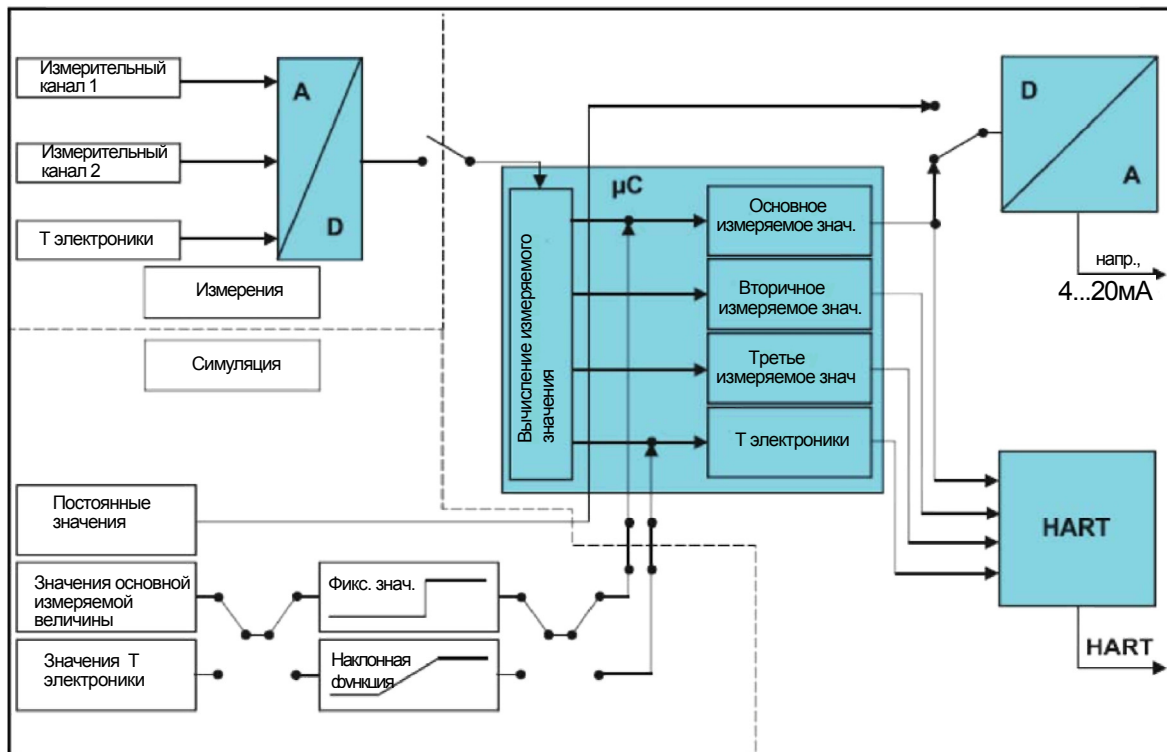 Измерительный
канал 1
Измерительный
канал 2
Т электроники
A
D
Измерения
Симуляция
µC
Вычисление измеряемого
значения
Основное
измеряемое знач.
Вторичное
измеряемое знач.
Третье
измеряемое знач
Т электроники
D
A
напр.,
4...20мА
HART
HART
Постоянные
значения
Значения основной
измеряемой
величины
Значения Т
электроники
Фикс. знач.
Наклонная
функция